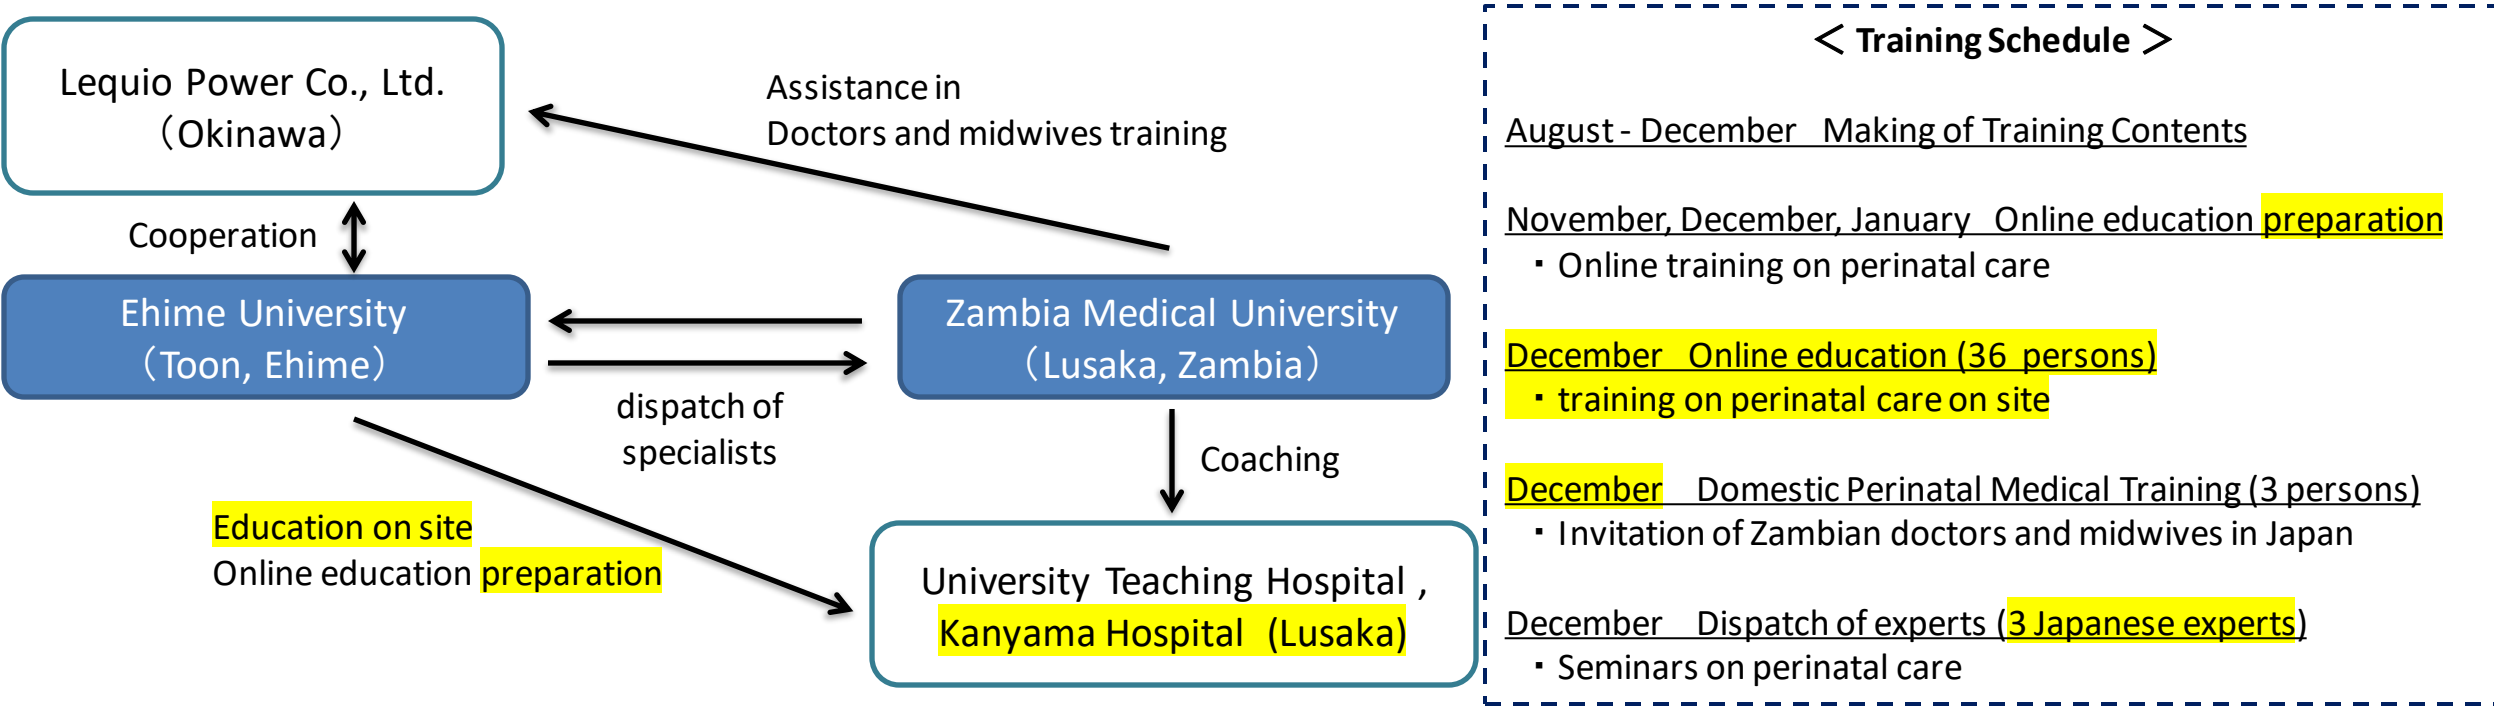 Lequio Power Co., Ltd.
（Okinawa）
Assistance in
Doctors and midwives training
Cooperation
Ehime University
（Toon, Ehime）
Zambia Medical University
（Lusaka, Zambia）
dispatch of
specialists
Coaching
Education on site
Online education preparation
University Teaching Hospital ,
Kanyama Hospital (Lusaka)
＜ Training Schedule ＞
August - December Making of Training Contents
November, December, January Online education preparation
・Online training on perinatal care
December Online education (36 persons)
・training on perinatal care on site
December Domestic Perinatal Medical Training (3 persons)
・Invitation of Zambian doctors and midwives in Japan
December Dispatch of experts (3 Japanese experts)
・Seminars on perinatal care